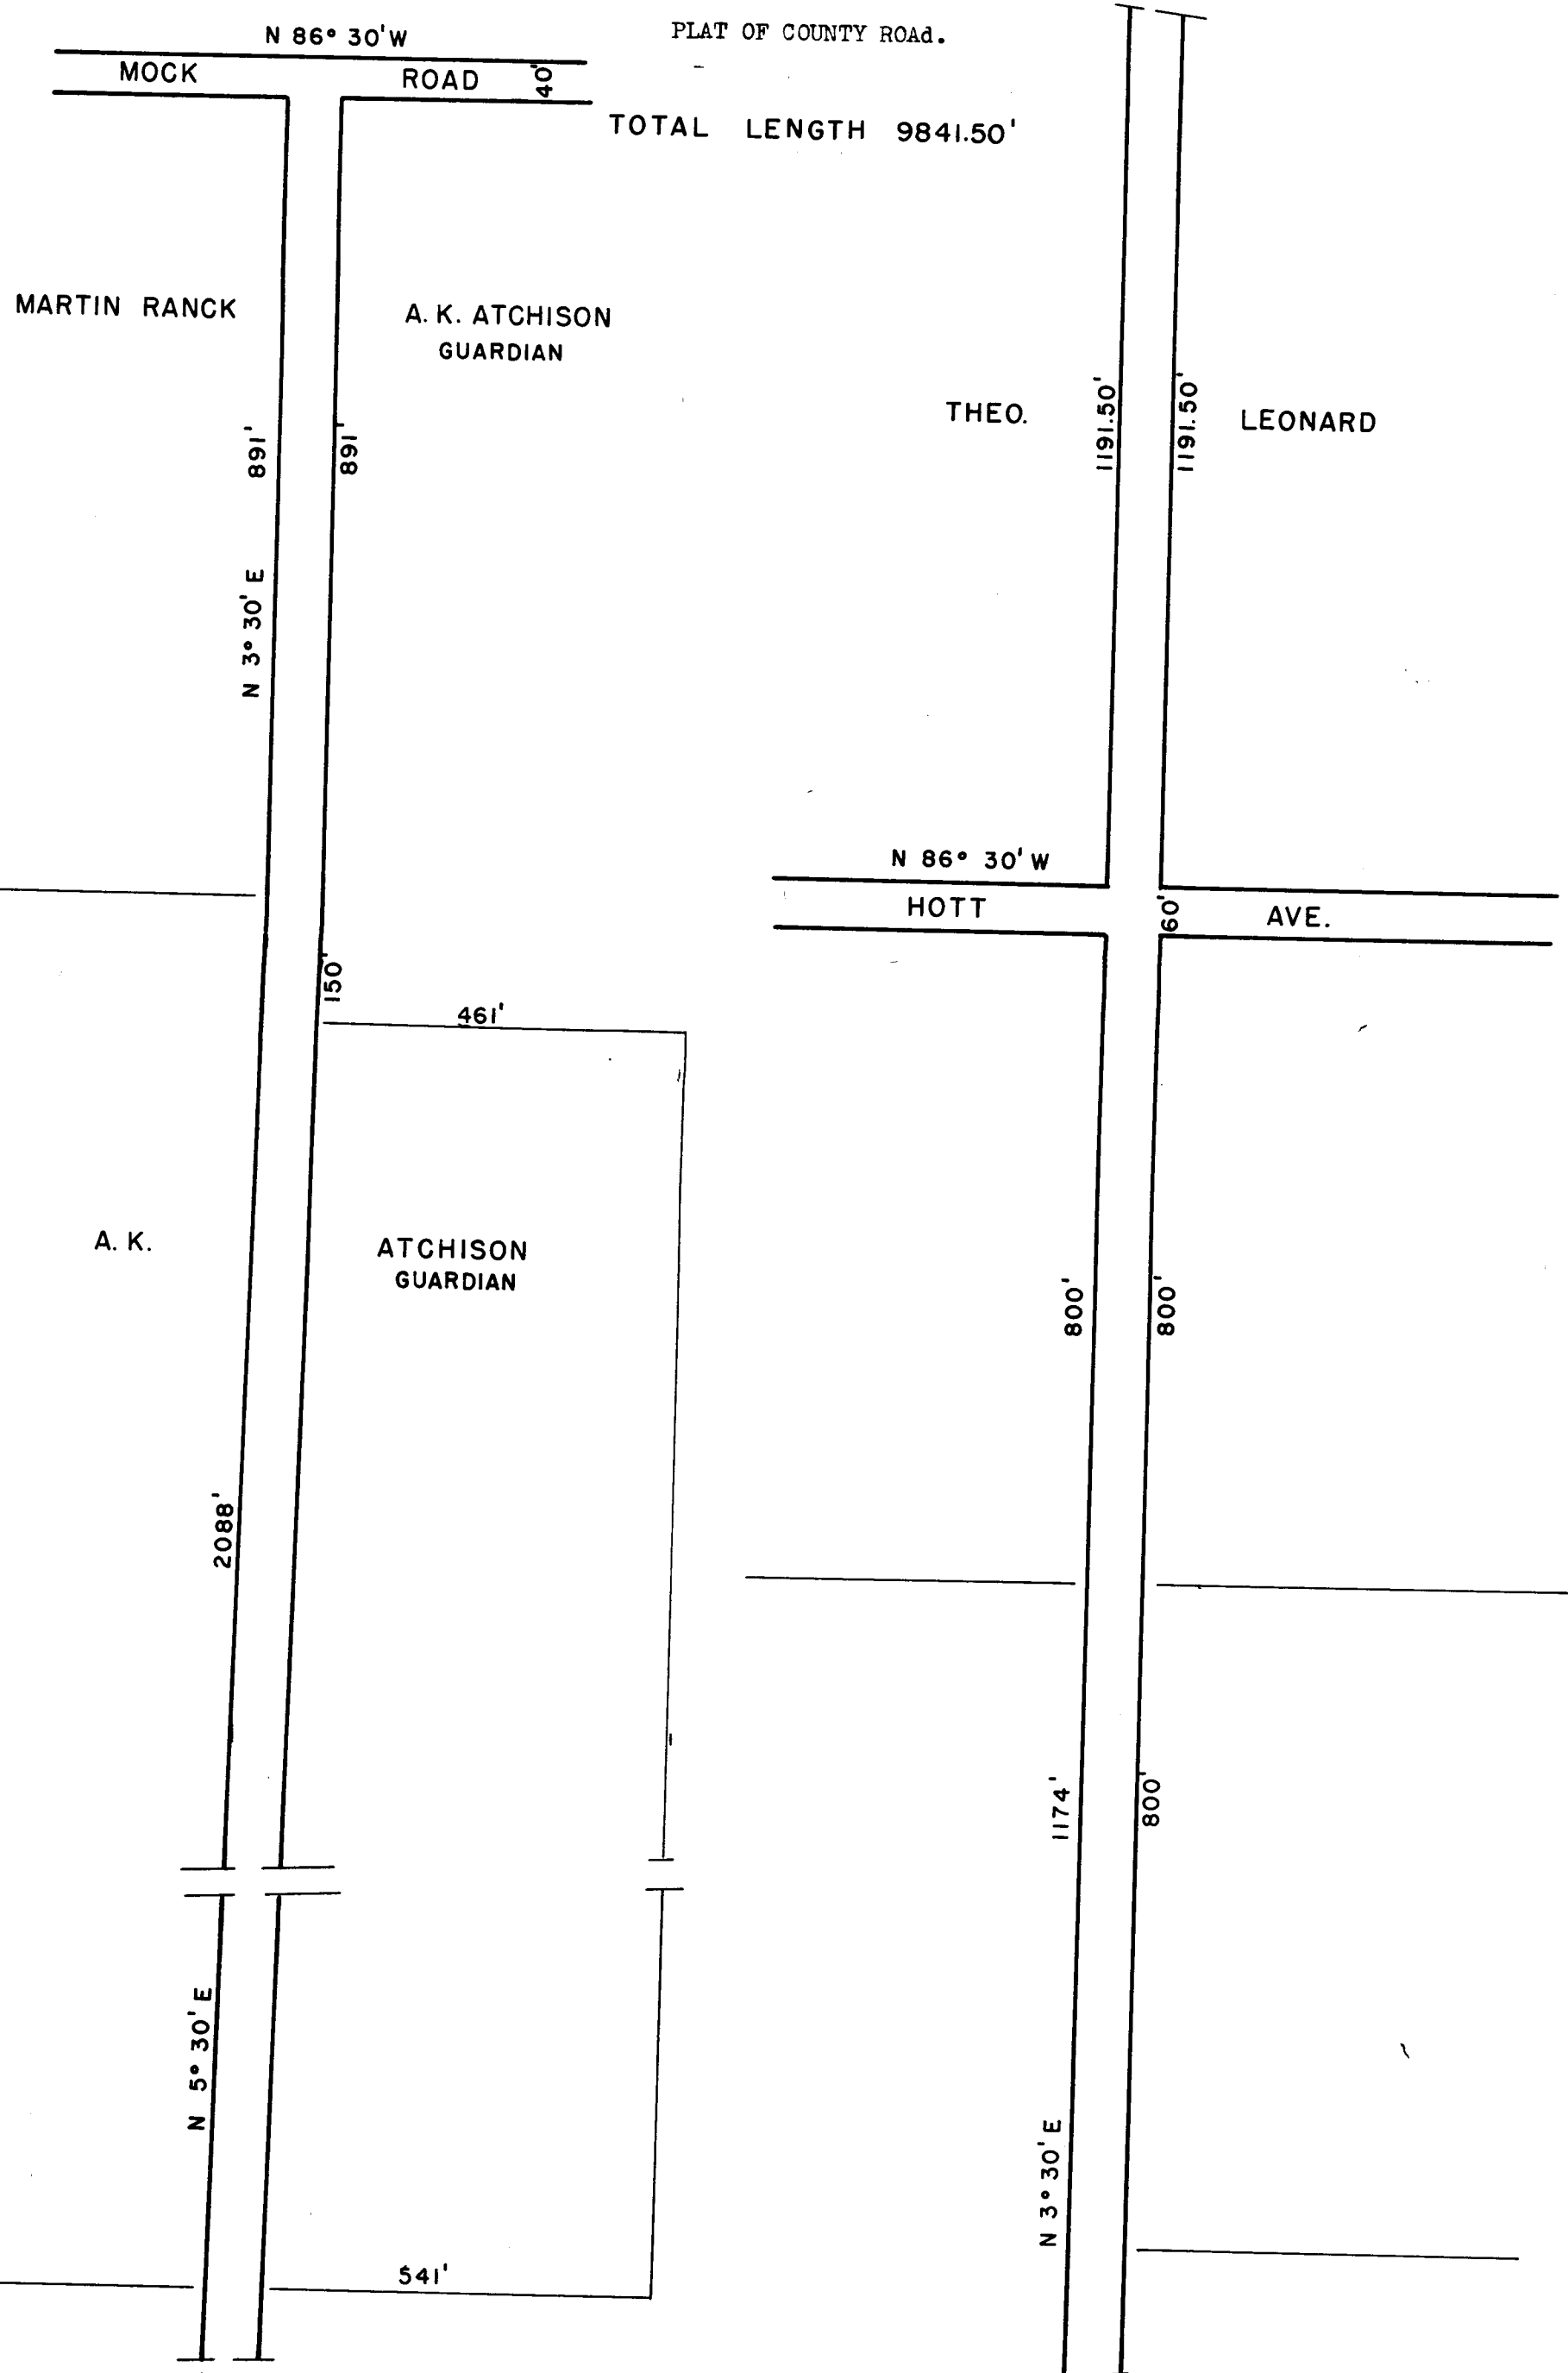 PLAT OF COUNTY ROAd.
N 86° 30' W
MOCK ROAD 40'
TOTAL LENGTH 9841.50'
MARTIN RANCK
A. K. ATCHISON
GUARDIAN
891'
891'
N 3° 30' E
150'
461'
A. K. ATCHISON
GUARDIAN
2088'
N 5° 30' E
541'
THEO. LEONARD
1191.50'
1191.50'
N 86° 30' W
HOTT AVE.
60'
800'
800'
1174'
800'
N 3° 30' E